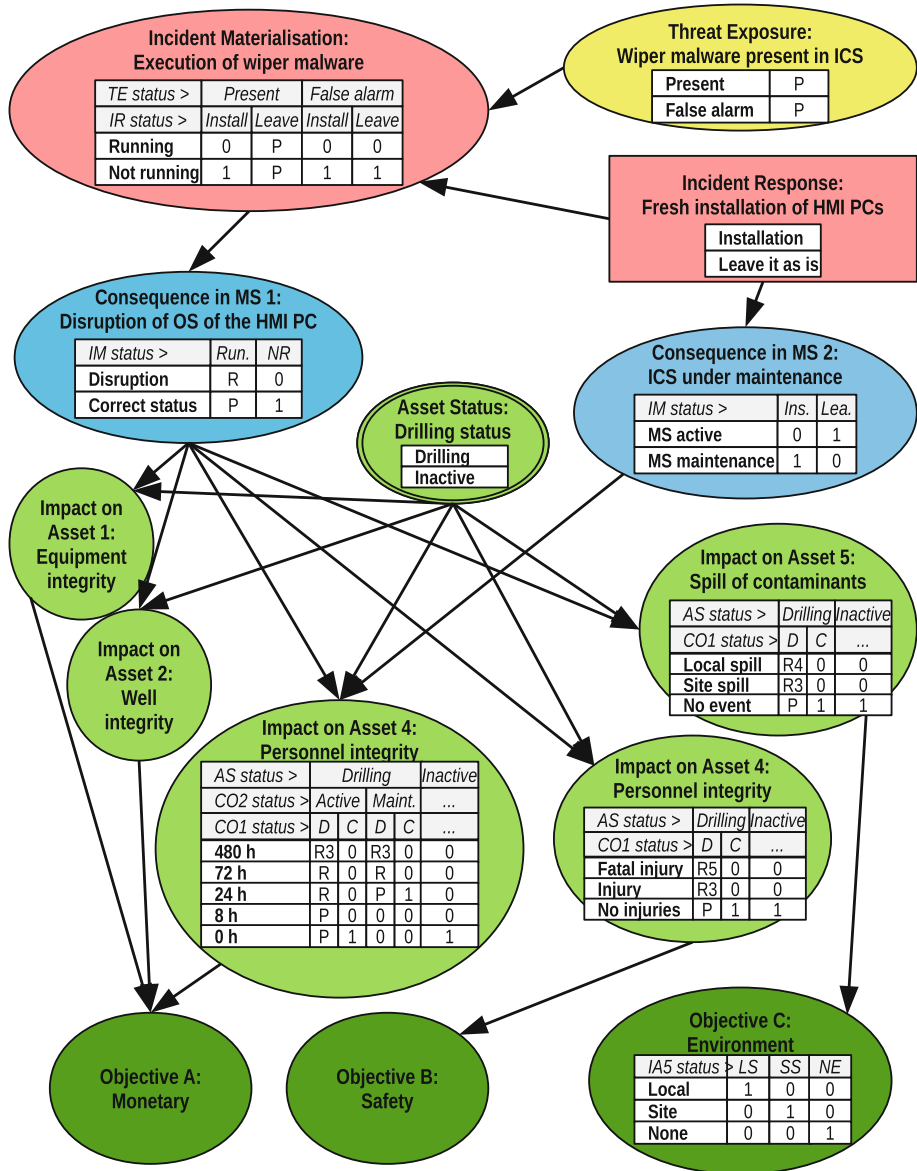 Incident Materialisation:
Execution of wiper malware
TE status > Present False alarm
IR status > Install Leave Install Leave
Running 0 P 0 0
Not running 1 P 1 1
Threat Exposure:
Wiper malware present in ICS
Present P
False alarm P
Incident Response:
Fresh installation of HMI PCs
Installation
Leave it as is
Consequence in MS 1:
Disruption of OS of the HMI PC
IM status > Run. NR
Disruption R 0
Correct status P 1
Asset Status:
Drilling status
Drilling
Inactive
Consequence in MS 2:
ICS under maintenance
IM status > Ins. Lea.
MS active 0 1
MS maintenance 1 0
Impact on
Asset 1:
Equipment
integrity
Impact on
Asset 2:
Well
integrity
Impact on Asset 5:
Spill of contaminants
AS status > Drilling Inactive
CO1 status > D C ...
Local spill R4 0 0
Site spill R3 0 0
No event P 1 1
Impact on Asset 4:
Personnel integrity
AS status > Drilling Inactive
CO2 status > Active Maint. ...
CO1 status > D C D C ...
480 h R3 0 R3 0 0
72 h R 0 R 0 0
24 h R 0 P 1 0
8 h P 0 0 0 0
0 h P 1 0 0 1
Impact on Asset 4:
Personnel integrity
AS status > Drilling Inactive
CO1 status > D C ...
Fatal injury R5 0 0
Injury R3 0 0
No injuries P 1 1
Objective A:
Monetary
Objective B:
Safety
Objective C:
Environment
IA5 status > LS SS NE
Local 1 0 0
Site 0 1 0
None 0 0 1